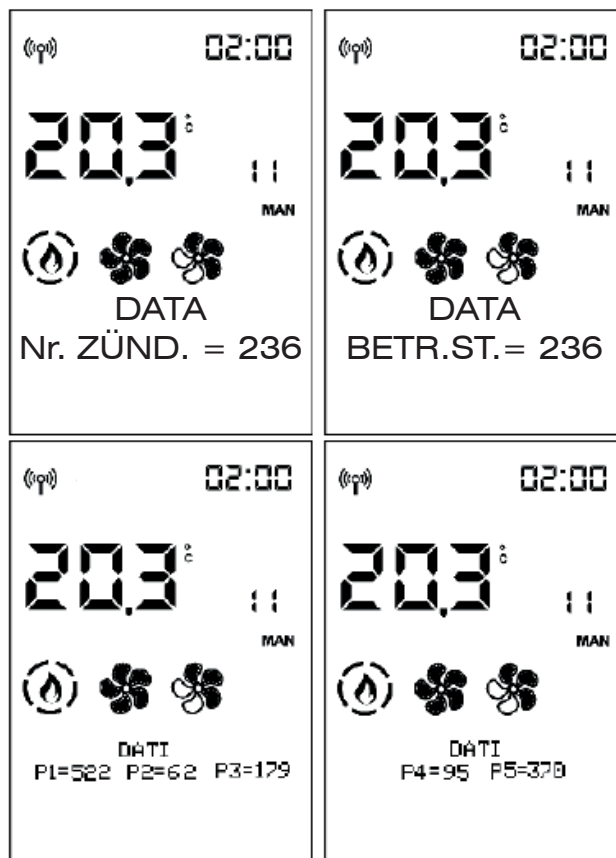 02:00
20,3 °C
11
MAN
DATA
Nr. ZÜND. = 236
02:00
20,3 °C
11
MAN
DATA
BETR.ST.= 236
02:00
20,3 °C
11
MAN
DATI
P1=522 P2=62 P3=179
02:00
20,3 °C
11
MAN
DATI
P4=95 P5=370